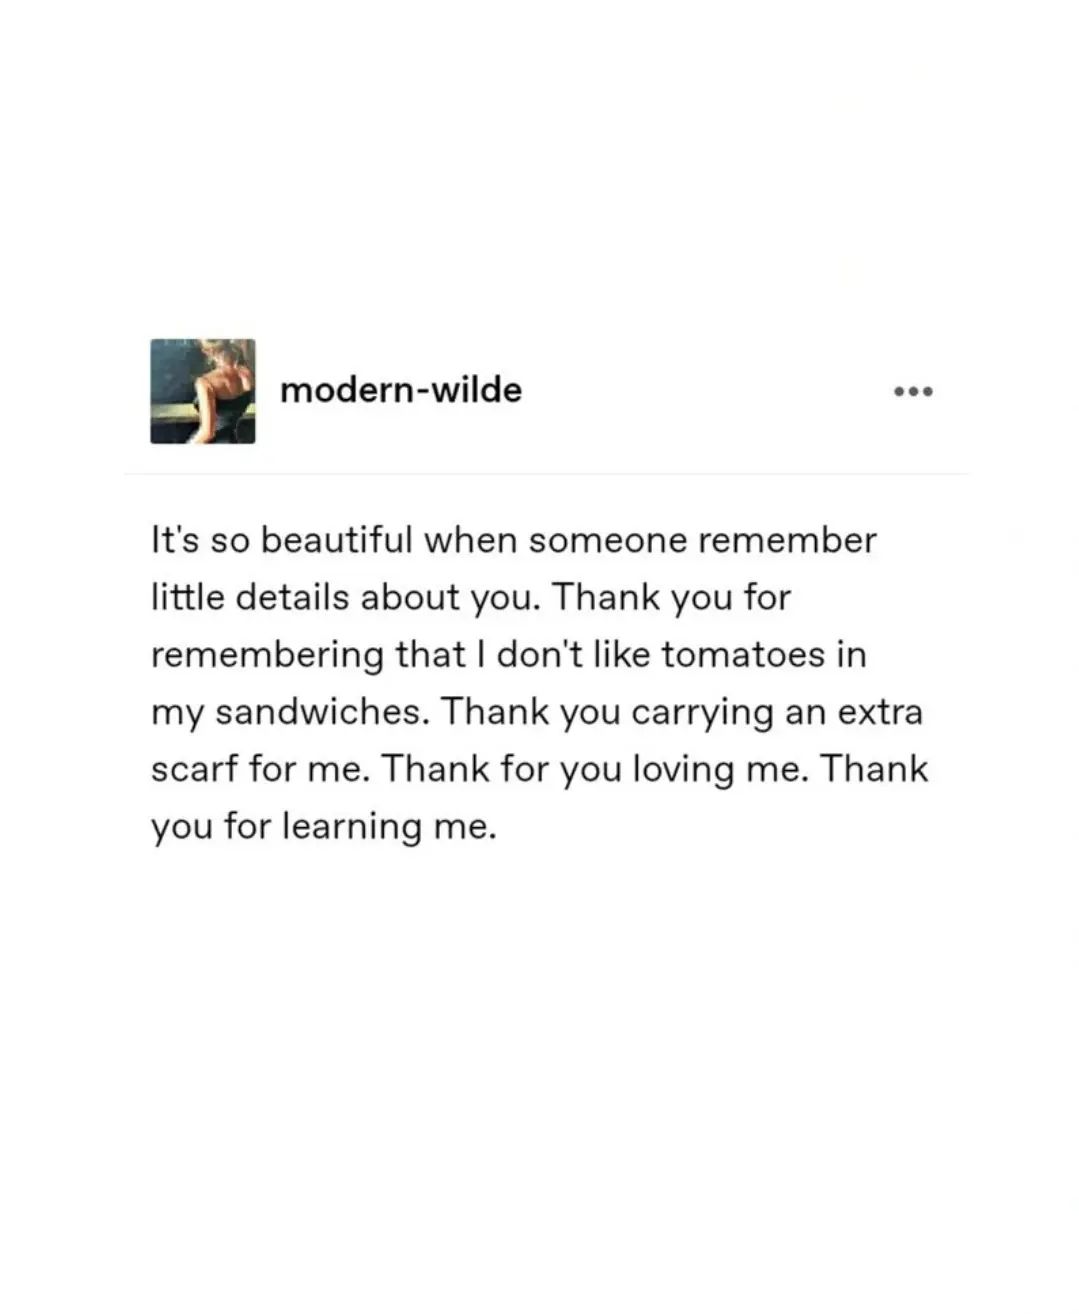 modern-wilde
It's so beautiful when someone remember
little details about you. Thank you for
remembering that I don't like tomatoes in
my sandwiches. Thank you carrying an extra
scarf for me. Thank for you loving me. Thank
you for learning me.